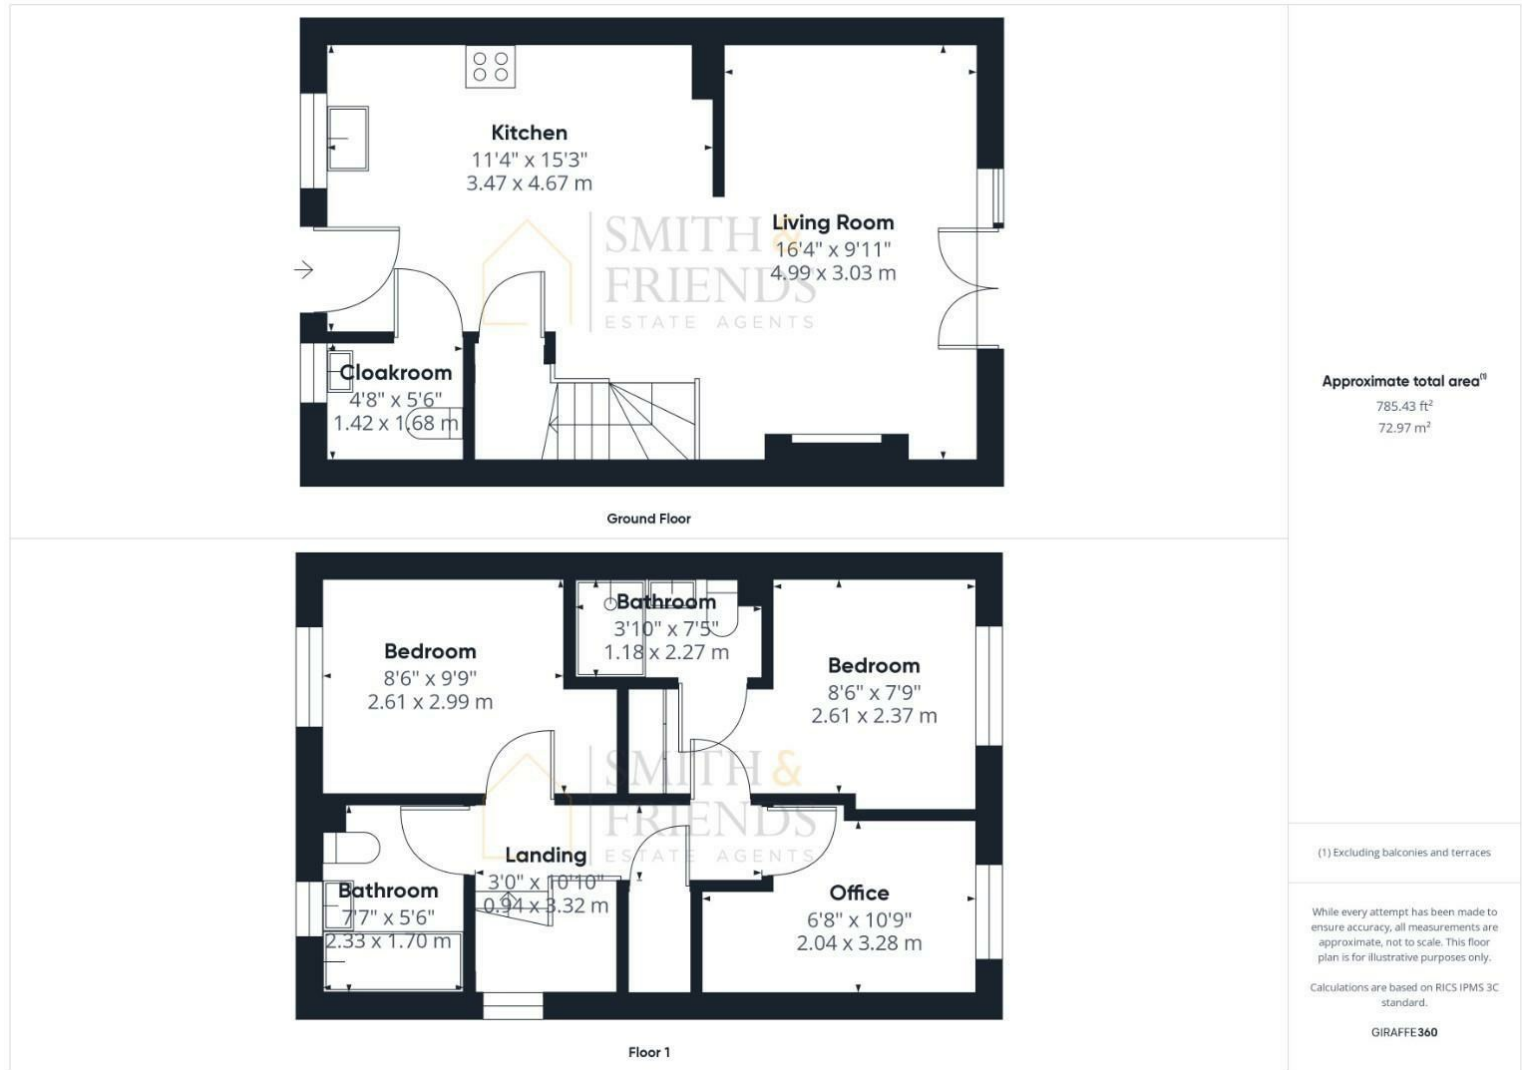 Kitchen
11'4" x 15'3"
3.47 x 4.67 m
Living Room
16'4" x 9'11"
4.99 x 3.03 m
SMITH &
FRIENDS
ESTATE AGENTS
Cloakroom
4'8" x 5'6"
1.42 x 1.68 m
Ground Floor
Bathroom
3'10" x 7'5"
1.18 x 2.27 m
Bedroom
8'6" x 9'9"
2.61 x 2.99 m
Bedroom
8'6" x 7'9"
2.61 x 2.37 m
SMITH &
FRIENDS
ESTATE AGENTS
Landing
3'0" x 10'10"
0.94 x 3.32 m
Bathroom
7'7" x 5'6"
2.33 x 1.70 m
Office
6'8" x 10'9"
2.04 x 3.28 m
Floor 1
Approximate total area(1)
785.43 ft²
72.97 m²
(1) Excluding balconies and terraces
While every attempt has been made to
ensure accuracy, all measurements are
approximate, not to scale. This floor
plan is for illustrative purposes only.
Calculations are based on RICS IPMS 3C
standard.
GIRAFFE360